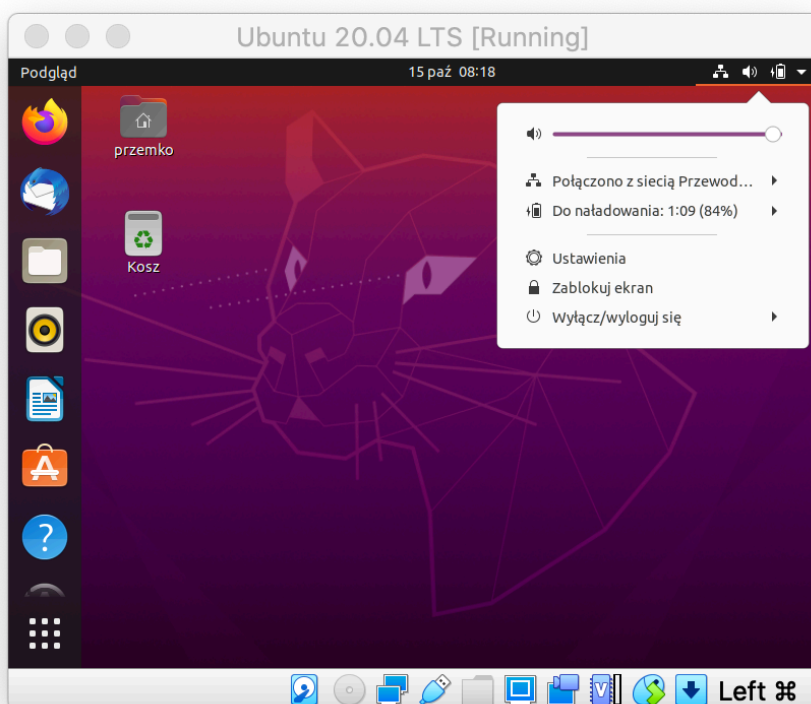 Ubuntu 20.04 LTS [Running]
Podgląd
15 paź 08:18
przemko
Kosz
Połączono z siecią Przewod...
Do naładowania: 1:09 (84%)
Ustawienia
Zablokuj ekran
Wyłącz/wyloguj się
Left ⌘